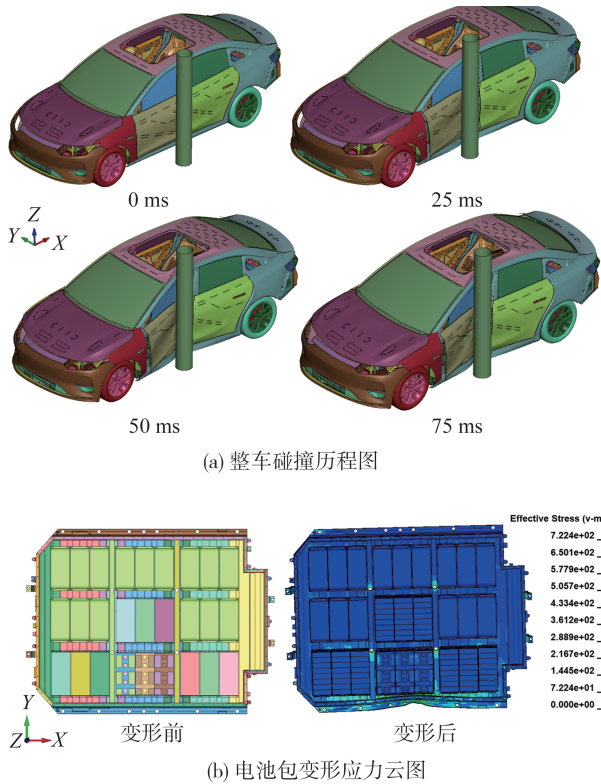 0 ms
25 ms
Z
Y
X
50 ms
75 ms
(a) 整车碰撞历程图
Effective Stress (v-m
7.224e+02
6.501e+02
5.779e+02
5.057e+02
4.334e+02
3.612e+02
2.889e+02
2.167e+02
1.445e+02
7.224e+01
0.000e+00
Y
Z
X
变形前
变形后
(b) 电池包变形应力云图